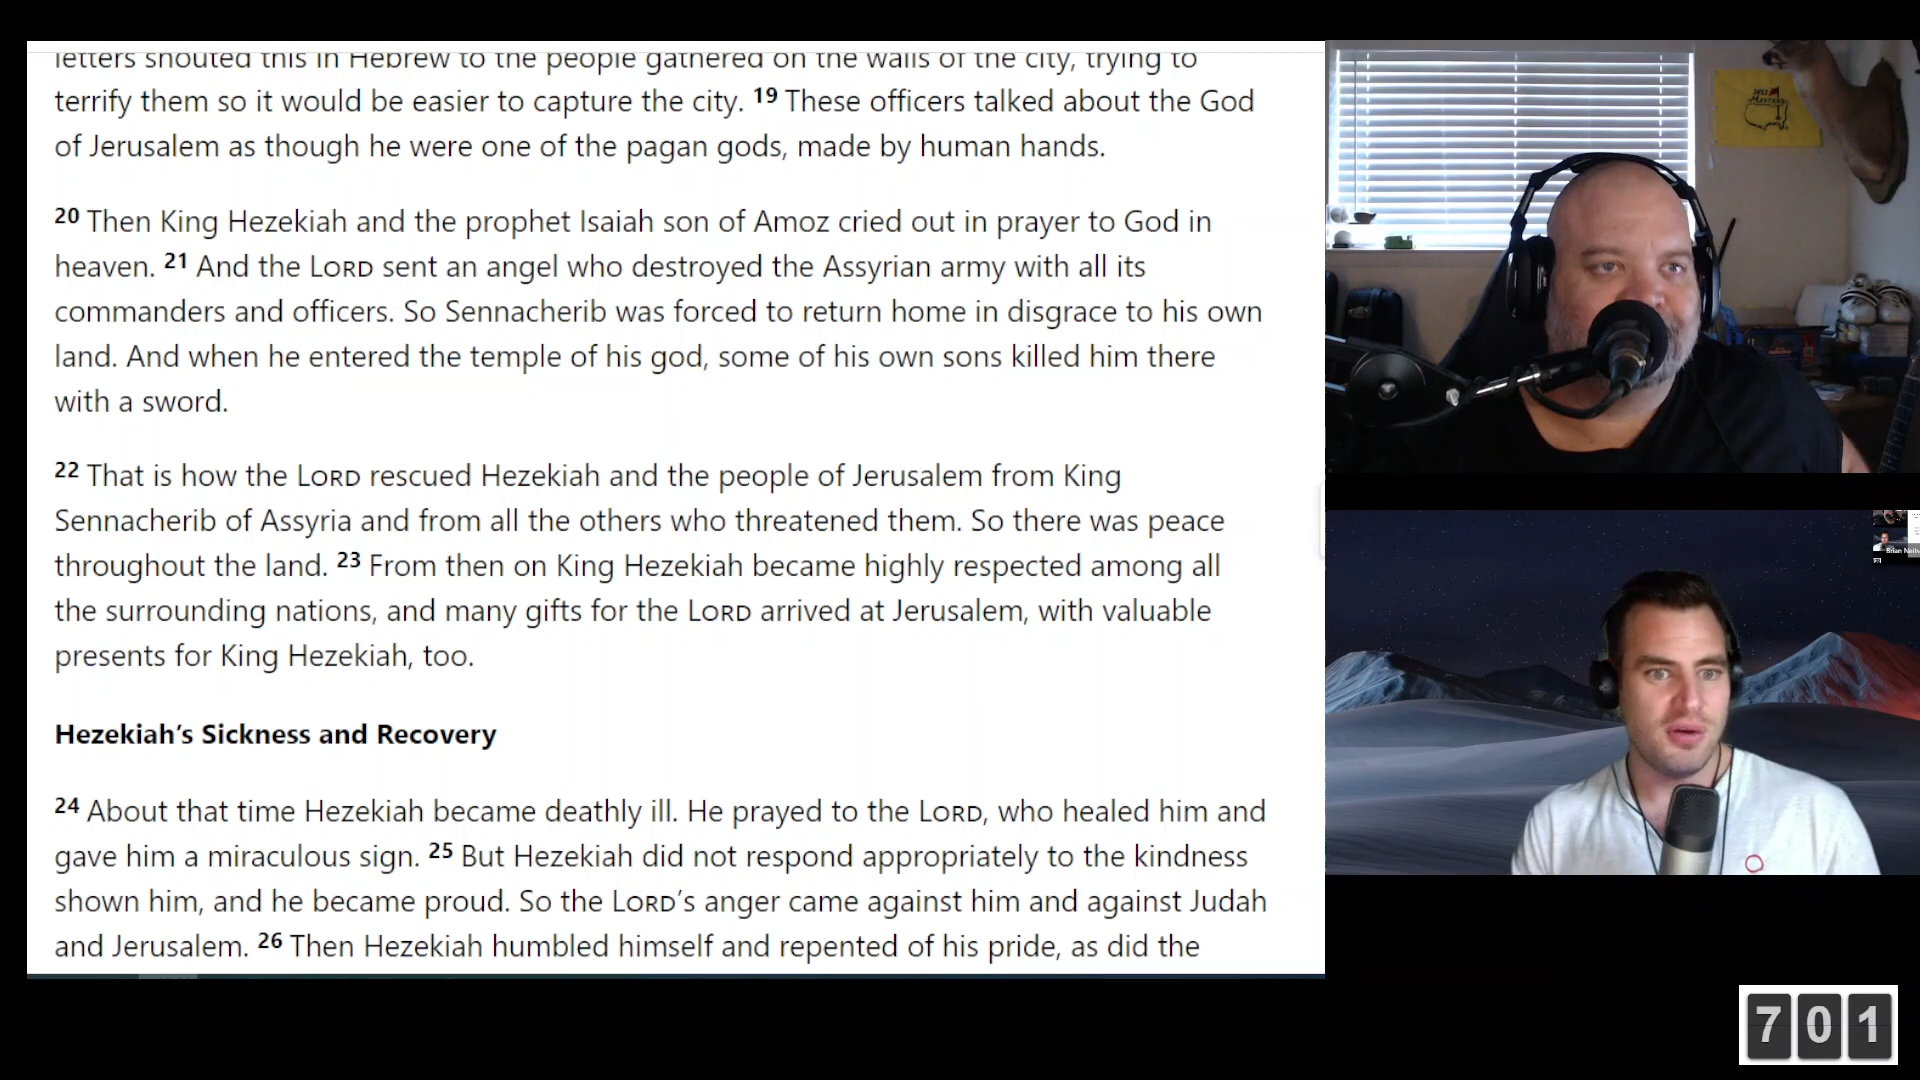 letters shouted this in Hebrew to the people gathered on the walls of the city, trying to
terrify them so it would be easier to capture the city. 19 These officers talked about the God
of Jerusalem as though he were one of the pagan gods, made by human hands.
20 Then King Hezekiah and the prophet Isaiah son of Amoz cried out in prayer to God in
heaven. 21 And the LORD sent an angel who destroyed the Assyrian army with all its
commanders and officers. So Sennacherib was forced to return home in disgrace to his own
land. And when he entered the temple of his god, some of his own sons killed him there
with a sword.
22 That is how the LORD rescued Hezekiah and the people of Jerusalem from King
Sennacherib of Assyria and from all the others who threatened them. So there was peace
throughout the land. 23 From then on King Hezekiah became highly respected among all
the surrounding nations, and many gifts for the LORD arrived at Jerusalem, with valuable
presents for King Hezekiah, too.
Hezekiah’s Sickness and Recovery
24 About that time Hezekiah became deathly ill. He prayed to the LORD, who healed him and
gave him a miraculous sign. 25 But Hezekiah did not respond appropriately to the kindness
shown him, and he became proud. So the LORD’s anger came against him and against Judah
and Jerusalem. 26 Then Hezekiah humbled himself and repented of his pride, as did the
2012
MASTERS
Brian
701